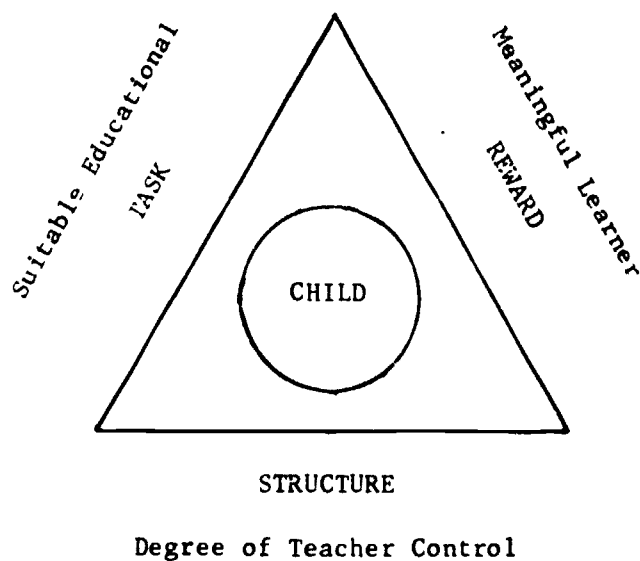 Suitable Educational
TASK
Meaningful Learner
REWARD
CHILD
STRUCTURE
Degree of Teacher Control